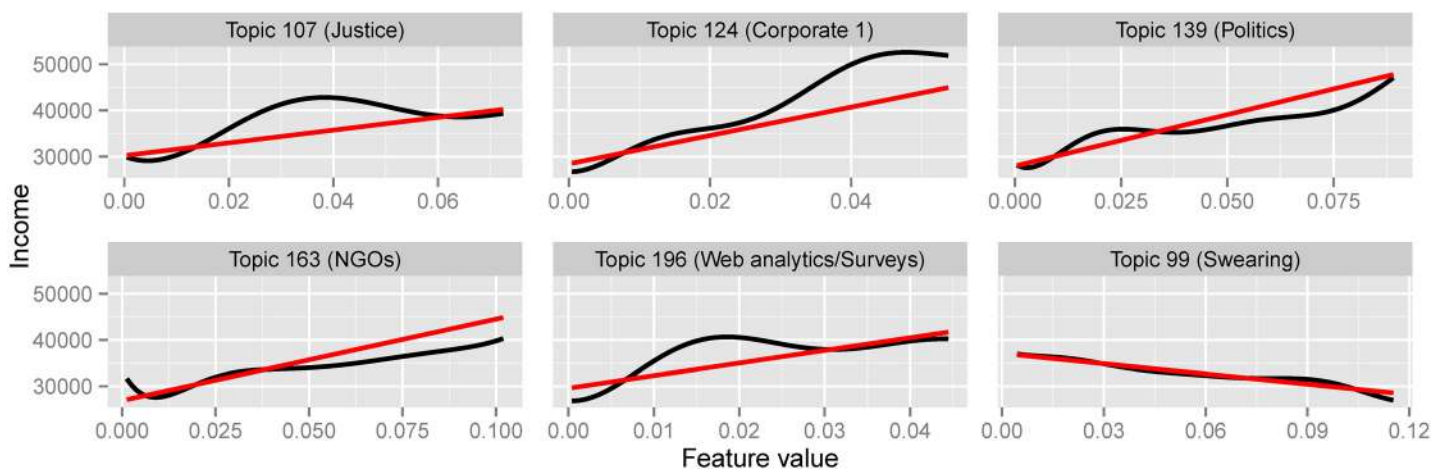 Topic 107 (Justice)
Topic 124 (Corporate 1)
Topic 139 (Politics)
50000
40000
30000
0.00 0.02 0.04 0.06
0.00 0.02 0.04
0.000 0.025 0.050 0.075
Income
Topic 163 (NGOs)
Topic 196 (Web analytics/Surveys)
Topic 99 (Swearing)
50000
40000
30000
0.000 0.025 0.050 0.075 0.100
0.00 0.01 0.02 0.03 0.04
0.00 0.03 0.06 0.09 0.12
Feature value